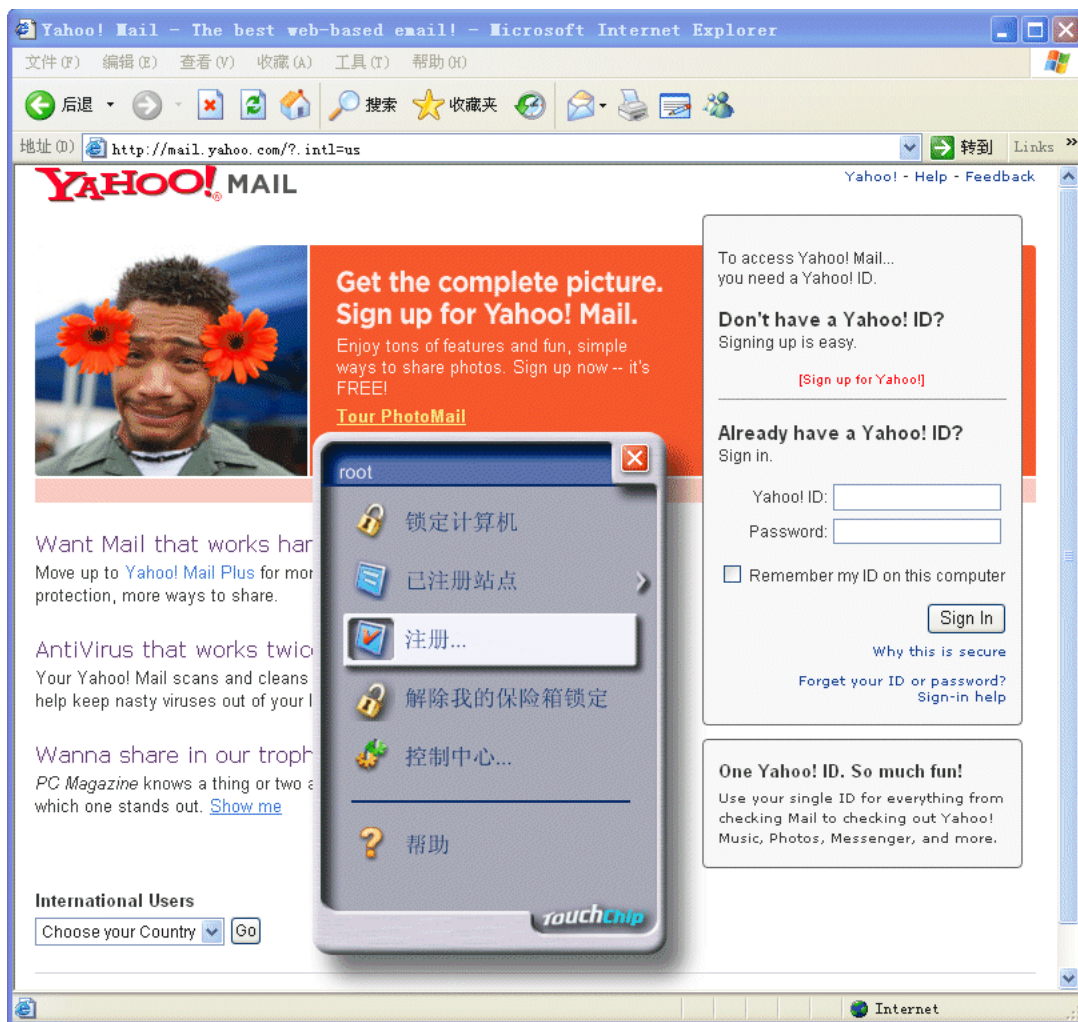 Yahoo! Mail - The best web-based email! - Microsoft Internet Explorer
文件(F) 编辑(E) 查看(V) 收藏(A) 工具(T) 帮助(H)
后退 搜索 收藏夹
地址(D) http://mail.yahoo.com/?.intl=us 转到 Links »
YAHOO!® MAIL
Yahoo! - Help - Feedback
Get the complete picture.
Sign up for Yahoo! Mail.
Enjoy tons of features and fun, simple
ways to share photos. Sign up now -- it's
FREE!
Tour PhotoMail
To access Yahoo! Mail...
you need a Yahoo! ID.
Don't have a Yahoo! ID?
Signing up is easy.
[Sign up for Yahoo!]
Already have a Yahoo! ID?
Sign in.
Yahoo! ID:
Password:
Remember my ID on this computer
Sign In
Why this is secure
Forget your ID or password?
Sign-in help
One Yahoo! ID. So much fun!
Use your single ID for everything from
checking Mail to checking out Yahoo!
Music, Photos, Messenger, and more.
Want Mail that works har
Move up to Yahoo! Mail Plus for mor
protection, more ways to share.
AntiVirus that works twic
Your Yahoo! Mail scans and cleans
help keep nasty viruses out of your
Wanna share in our troph
PC Magazine knows a thing or two a
which one stands out. Show me
International Users
Choose your Country Go
root
锁定计算机
已注册站点
注册...
解除我的保险箱锁定
控制中心...
帮助
TouchChip
Internet